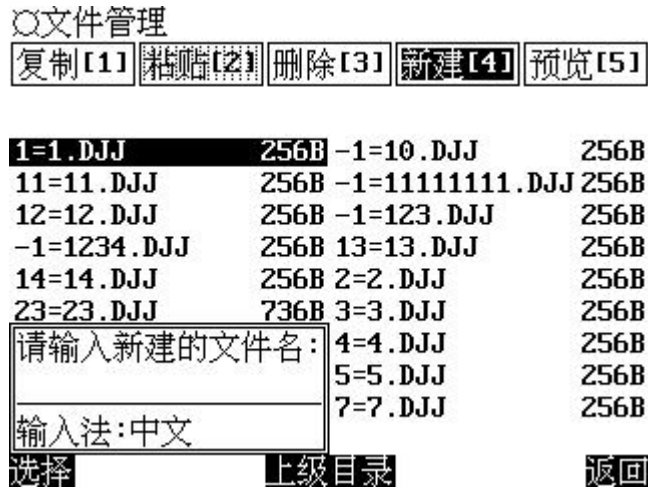 ¤文件管理
复制[1] 粘贴[2] 删除[3] 新建[4] 预览[5]
1=1.DJJ 256B -1=10.DJJ 256B
11=11.DJJ 256B -1=11111111.DJJ 256B
12=12.DJJ 256B -1=123.DJJ 256B
-1=1234.DJJ 256B 13=13.DJJ 256B
14=14.DJJ 256B 2=2.DJJ 256B
23=23.DJJ 736B 3=3.DJJ 256B
请输入新建的文件名: 4=4.DJJ 256B
5=5.DJJ 256B
7=7.DJJ 256B
输入法:中文
选择 上级目录 返回